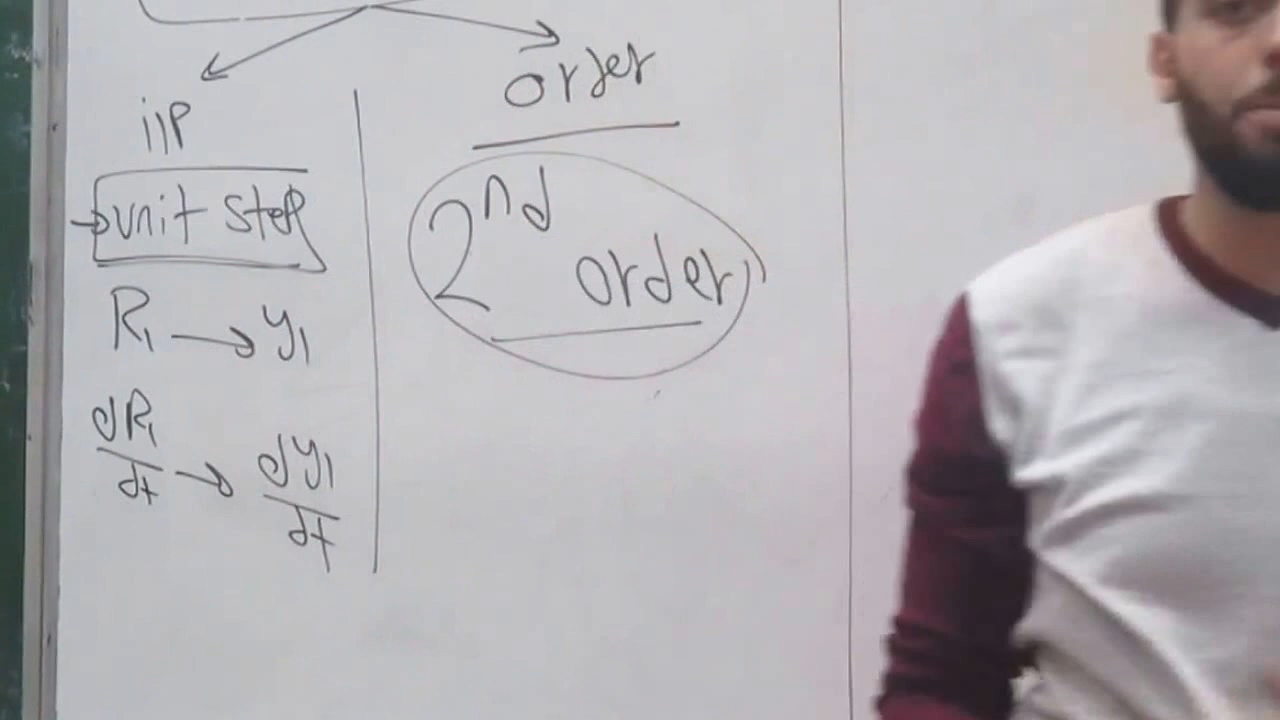 i/P
unit step
R₁ → y₁
dR₁/dt → dy₁/dt
order
2nd
order